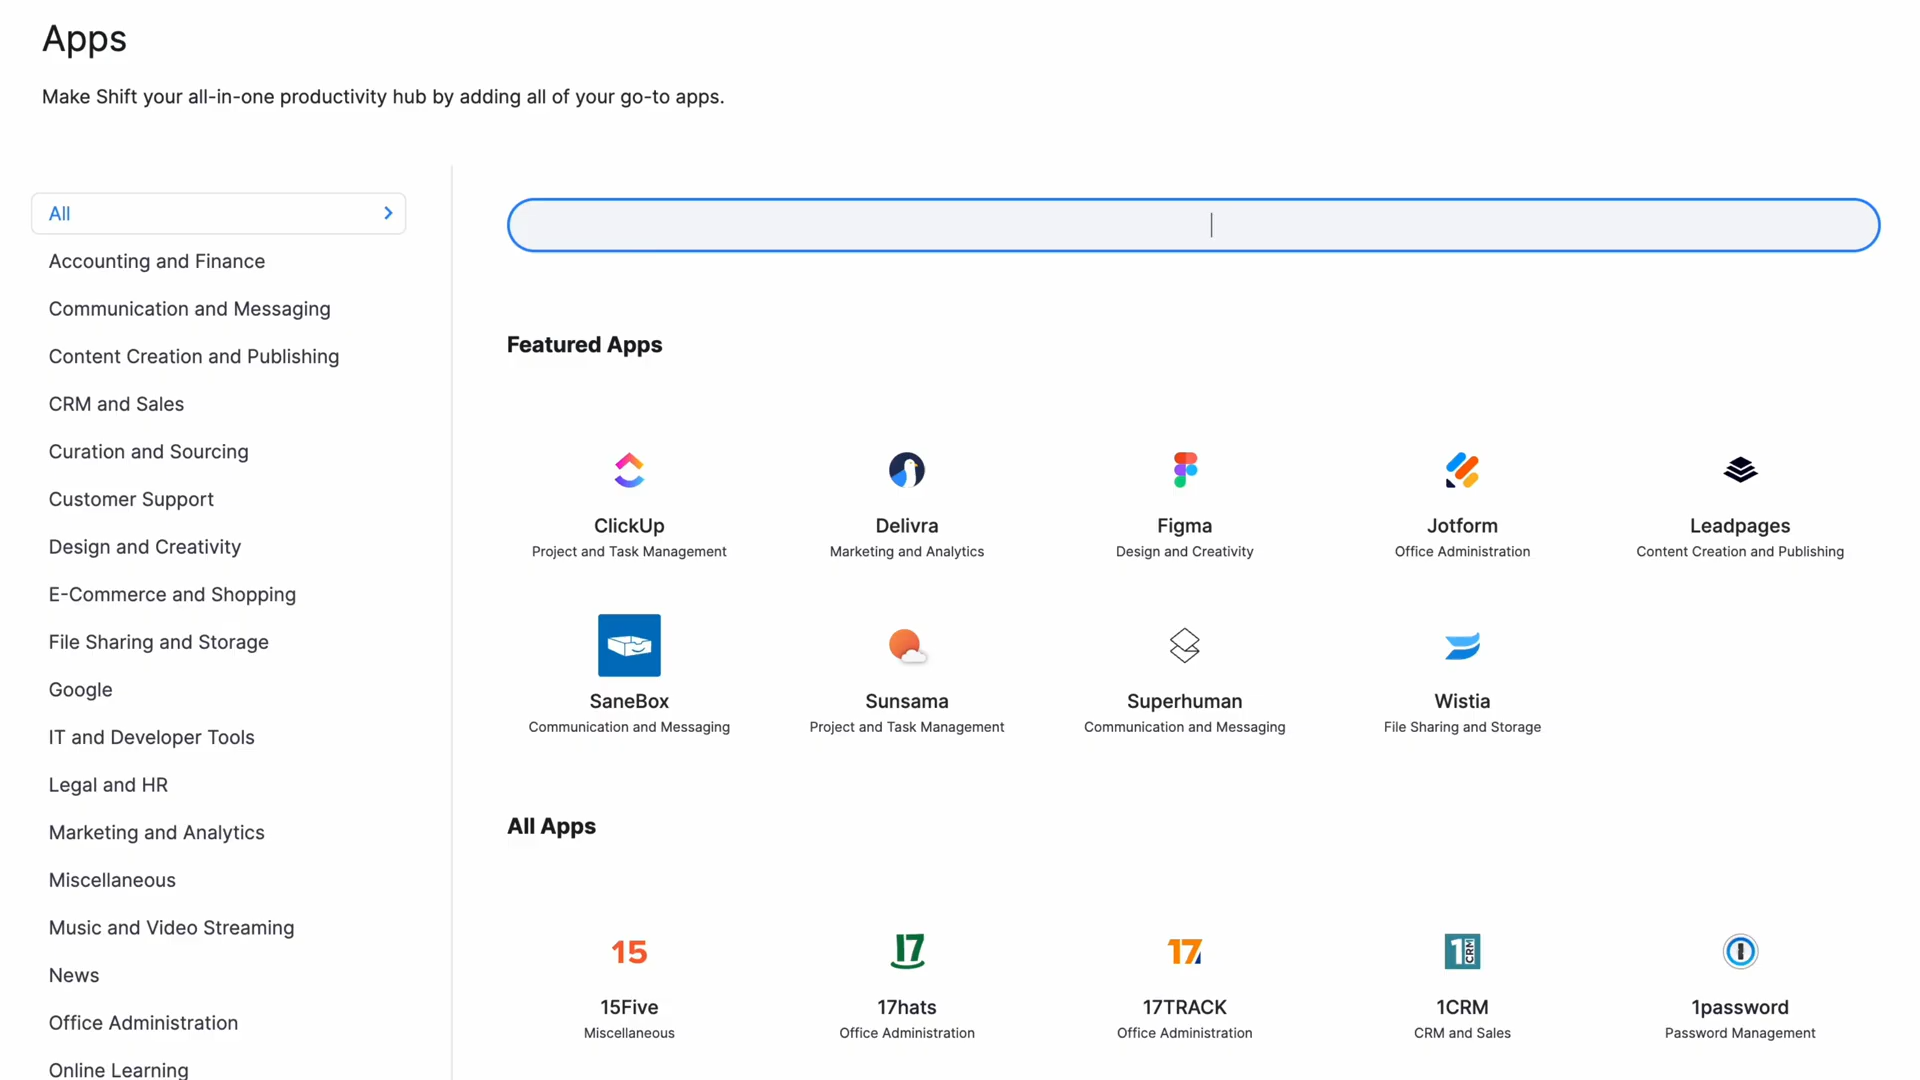 Apps
Make Shift your all-in-one productivity hub by adding all of your go-to apps.
All
Accounting and Finance
Communication and Messaging
Content Creation and Publishing
CRM and Sales
Curation and Sourcing
Customer Support
Design and Creativity
E-Commerce and Shopping
File Sharing and Storage
Google
IT and Developer Tools
Legal and HR
Marketing and Analytics
Miscellaneous
Music and Video Streaming
News
Office Administration
Online Learning
Featured Apps
ClickUp
Project and Task Management
Delivra
Marketing and Analytics
Figma
Design and Creativity
Jotform
Office Administration
Leadpages
Content Creation and Publishing
SaneBox
Communication and Messaging
Sunsama
Project and Task Management
Superhuman
Communication and Messaging
Wistia
File Sharing and Storage
All Apps
15
15Five
Miscellaneous
17
17hats
Office Administration
17
17TRACK
Office Administration
1CRM
1CRM
CRM and Sales
1password
Password Management